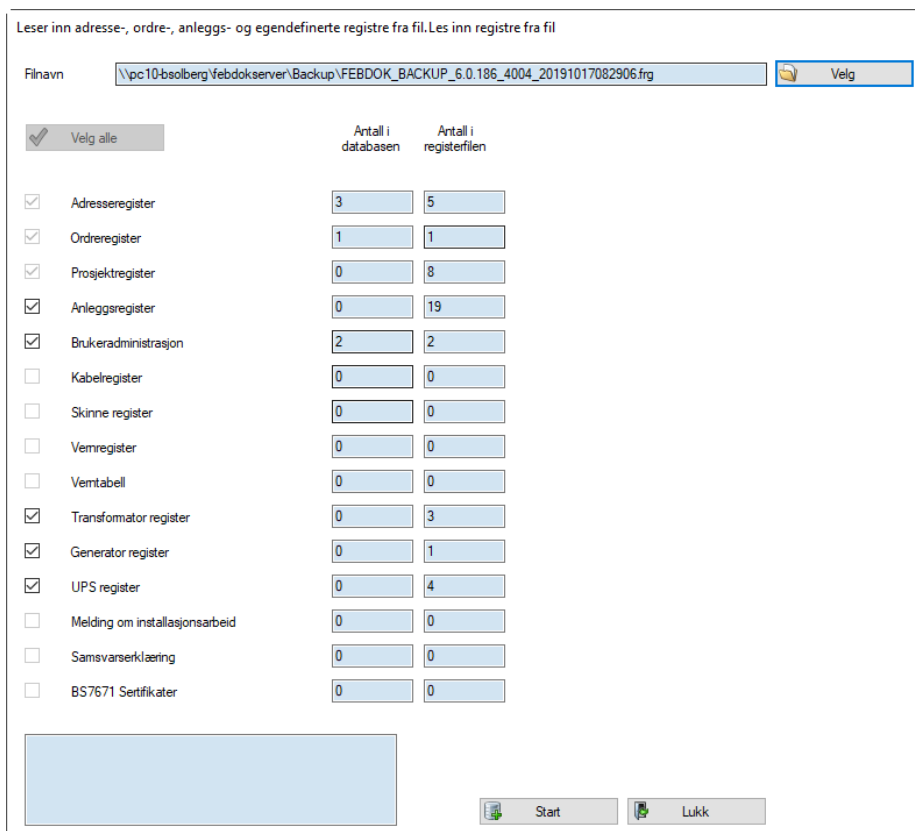 Leser inn adresse-, ordre-, anleggs- og egendefinerte registre fra fil.Les inn registre fra fil
Filnavn \\pc10-bsolberg\febdokserver\Backup\FEBDOK_BACKUP_6.0.186_4004_20191017082906.frg Velg
Velg alle
Antall i databasen
Antall i registerfilen
Adresseregister 3 5
Ordreregister 1 1
Prosjektregister 0 8
Anleggsregister 0 19
Brukeradministrasjon 2 2
Kabelregister 0 0
Skinne register 0 0
Vernregister 0 0
Verntabell 0 0
Transformator register 0 3
Generator register 0 1
UPS register 0 4
Melding om installasjonsarbeid 0 0
Samsvarserklæring 0 0
BS7671 Sertifikater 0 0
Start Lukk